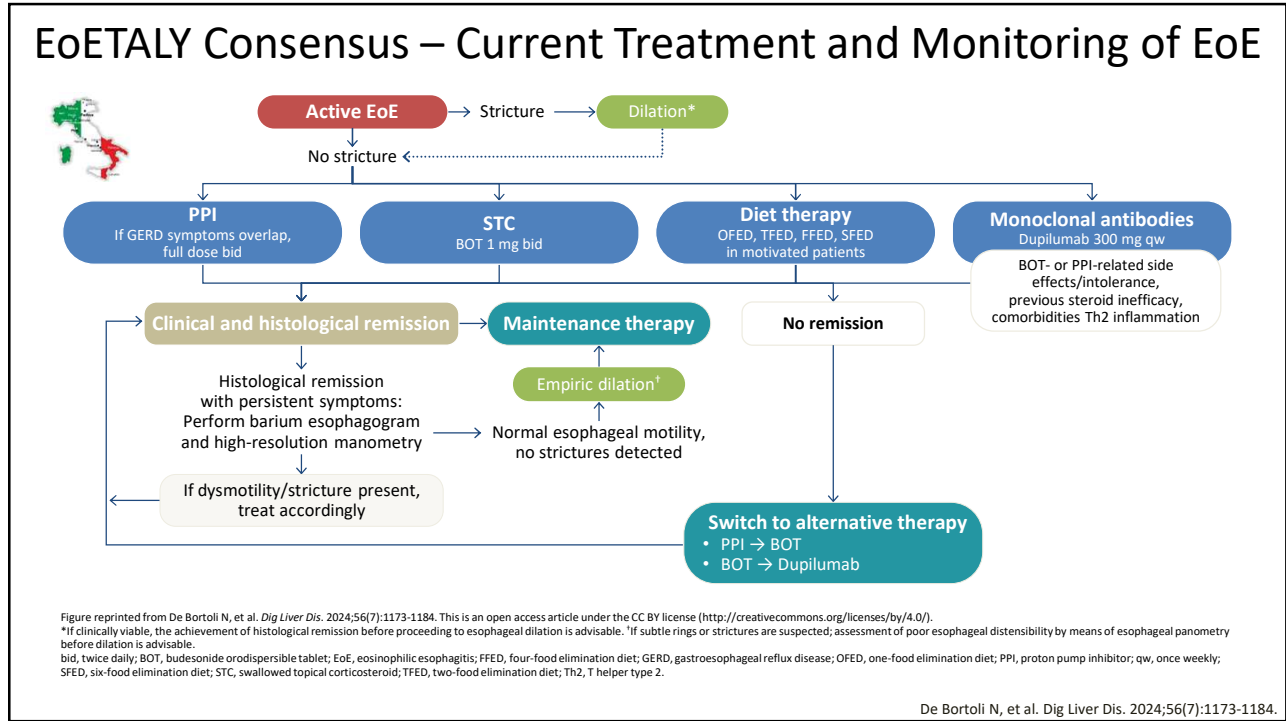 EoETALY Consensus – Current Treatment and Monitoring of EoE
Active EoE
Stricture
Dilation*
No stricture
PPI
If GERD symptoms overlap,
full dose bid
STC
BOT 1 mg bid
Diet therapy
OFED, TFED, FFED, SFED
in motivated patients
Monoclonal antibodies
Dupilumab 300 mg qw
BOT- or PPI-related side
effects/intolerance,
previous steroid inefficacy,
comorbidities Th2 inflammation
Clinical and histological remission
Maintenance therapy
No remission
Histological remission
with persistent symptoms:
Perform barium esophagogram
and high-resolution manometry
Empiric dilation†
Normal esophageal motility,
no strictures detected
If dysmotility/stricture present,
treat accordingly
Switch to alternative therapy
• PPI → BOT
• BOT → Dupilumab
Figure reprinted from De Bortoli N, et al. Dig Liver Dis. 2024;56(7):1173-1184. This is an open access article under the CC BY license (http://creativecommons.org/licenses/by/4.0/).
*If clinically viable, the achievement of histological remission before proceeding to esophageal dilation is advisable. †If subtle rings or strictures are suspected; assessment of poor esophageal distensibility by means of esophageal panometry
before dilation is advisable.
bid, twice daily; BOT, budesonide orodispersible tablet; EoE, eosinophilic esophagitis; FFED, four-food elimination diet; GERD, gastroesophageal reflux disease; OFED, one-food elimination diet; PPI, proton pump inhibitor; qw, once weekly;
SFED, six-food elimination diet; STC, swallowed topical corticosteroid; TFED, two-food elimination diet; Th2, T helper type 2.
De Bortoli N, et al. Dig Liver Dis. 2024;56(7):1173-1184.